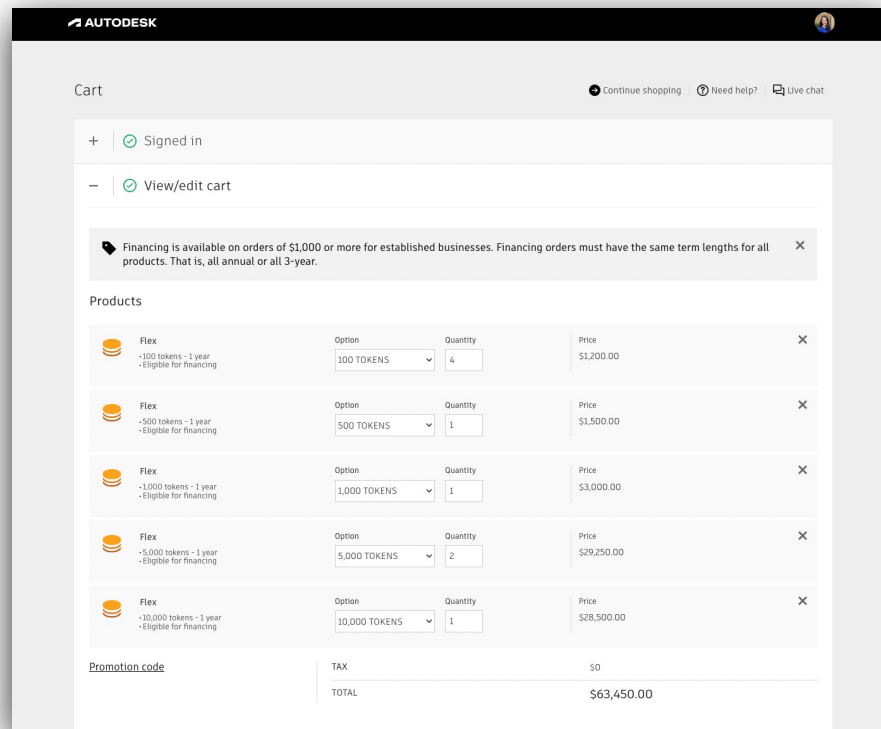 AUTODESK
Cart
Continue shopping Need help? Live chat
Signed in
View/edit cart
Financing is available on orders of $1,000 or more for established businesses. Financing orders must have the same term lengths for all
products. That is, all annual or all 3-year.
Products
Flex Option Quantity Price
•100 tokens - 1 year 100 TOKENS 4 $1,200.00
•Eligible for financing
Flex Option Quantity Price
•500 tokens - 1 year 500 TOKENS 1 $1,500.00
•Eligible for financing
Flex Option Quantity Price
•1,000 tokens - 1 year 1,000 TOKENS 1 $3,000.00
•Eligible for financing
Flex Option Quantity Price
•5,000 tokens - 1 year 5,000 TOKENS 2 $29,250.00
•Eligible for financing
Flex Option Quantity Price
•10,000 tokens - 1 year 10,000 TOKENS 1 $28,500.00
•Eligible for financing
Promotion code TAX $0
TOTAL $63,450.00